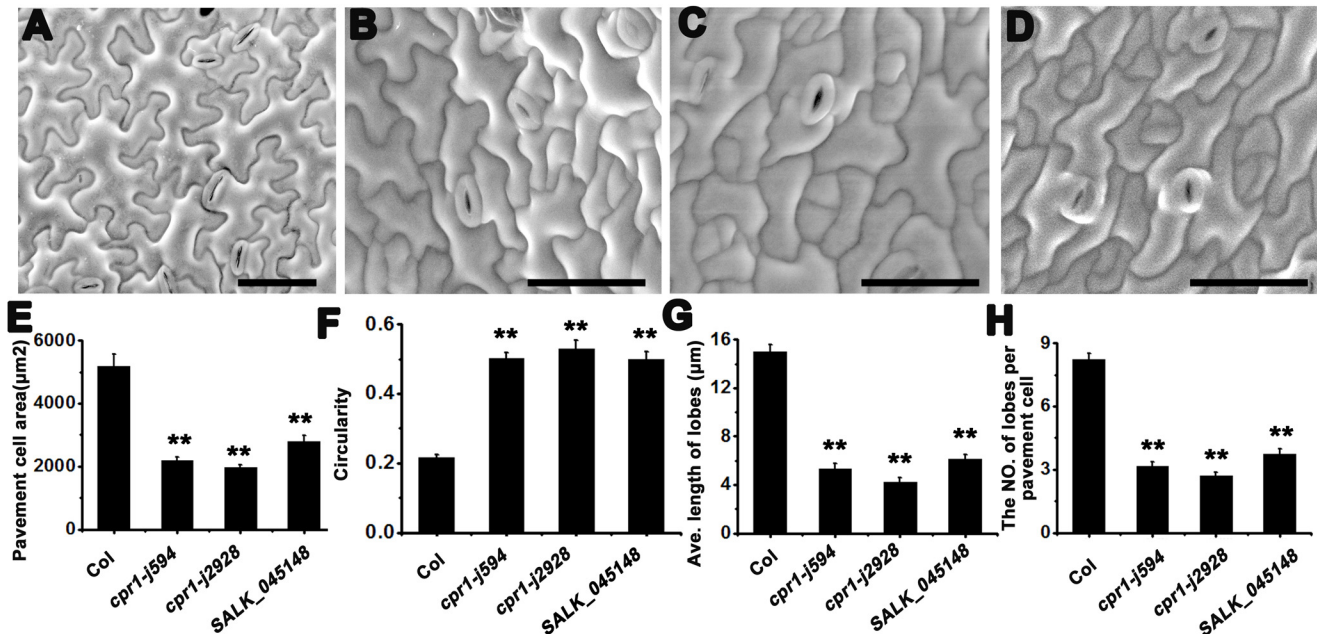 A
B
C
D
E
Pavement cell area(µm2)
6000
4000
2000
0
**
**
**
Col
cpr1-j594
cpr1-j2928
SALK_045148
F
Circularity
0.6
0.4
0.2
0.0
**
**
**
Col
cpr1-j594
cpr1-j2928
SALK_045148
G
Ave. length of lobes (µm)
16
12
8
4
0
**
**
**
Col
cpr1-j594
cpr1-j2928
SALK_045148
H
The NO. of lobes per
pavement cell
9
6
3
0
**
**
**
Col
cpr1-j594
cpr1-j2928
SALK_045148